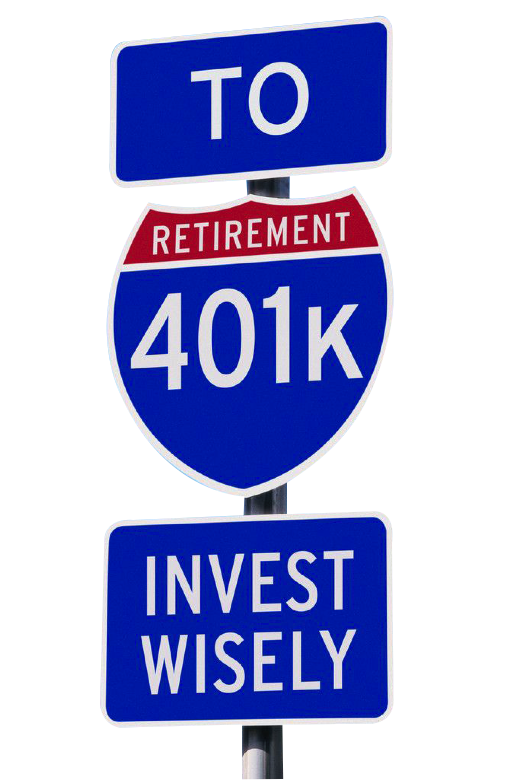 TO
RETIREMENT
401K
INVEST
WISELY